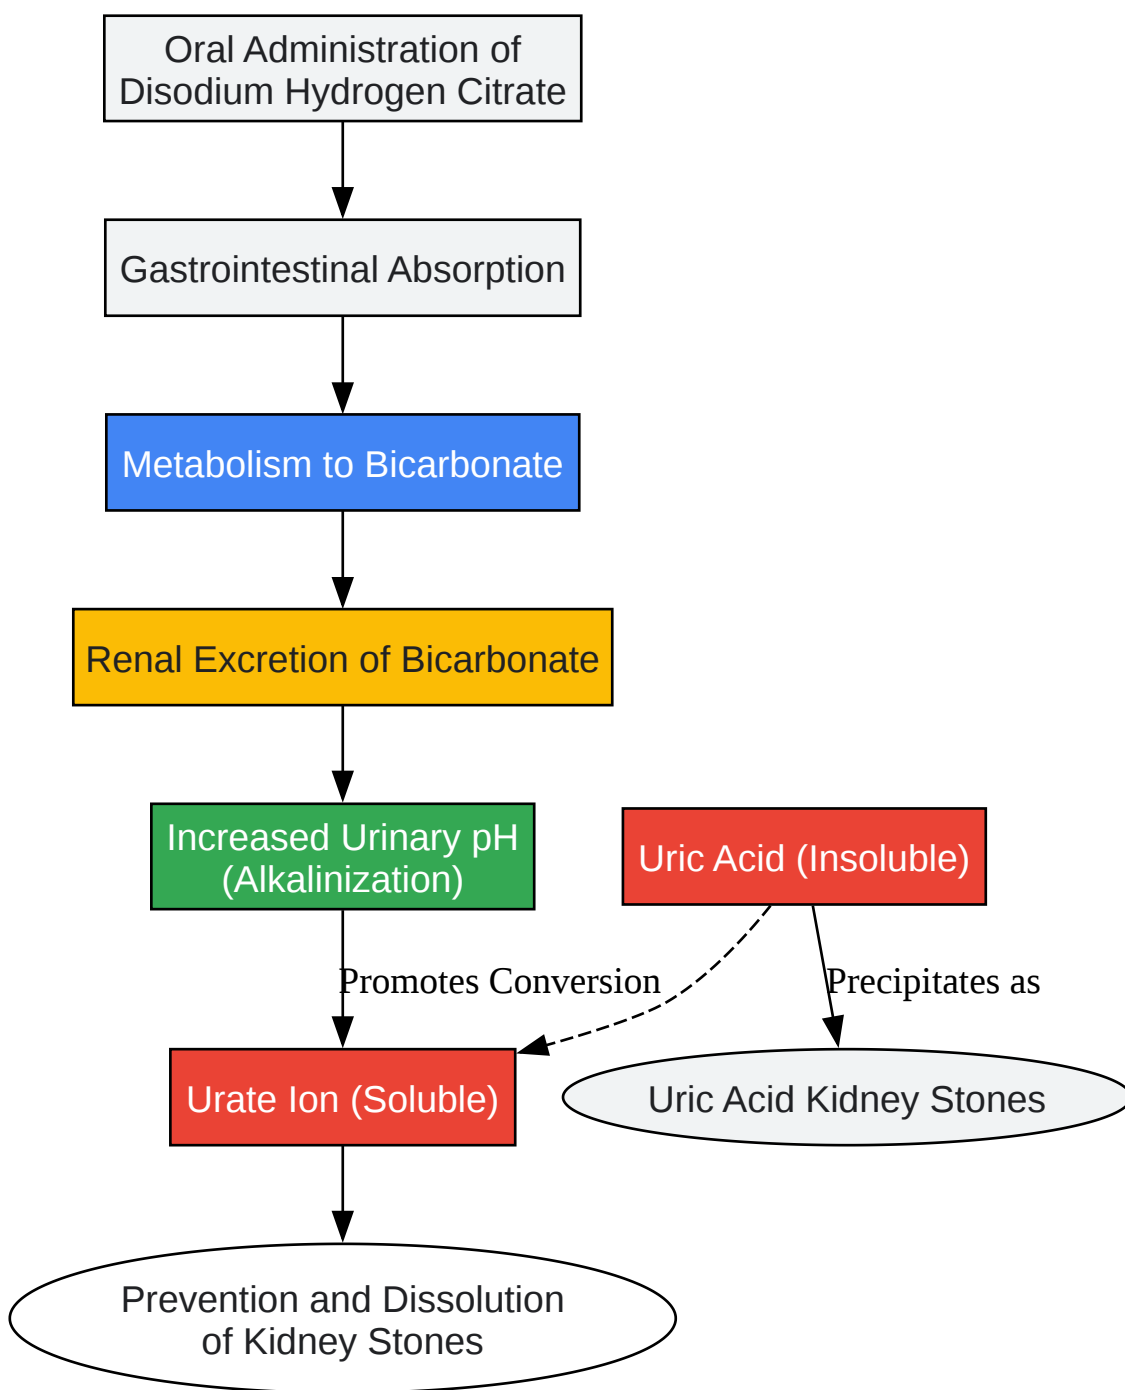 Oral Administration of
Disodium Hydrogen Citrate
Gastrointestinal Absorption
Metabolism to Bicarbonate
Renal Excretion of Bicarbonate
Increased Urinary pH
(Alkalinization)
Uric Acid (Insoluble)
Promotes Conversion
Precipitates as
Urate Ion (Soluble)
Uric Acid Kidney Stones
Prevention and Dissolution
of Kidney Stones